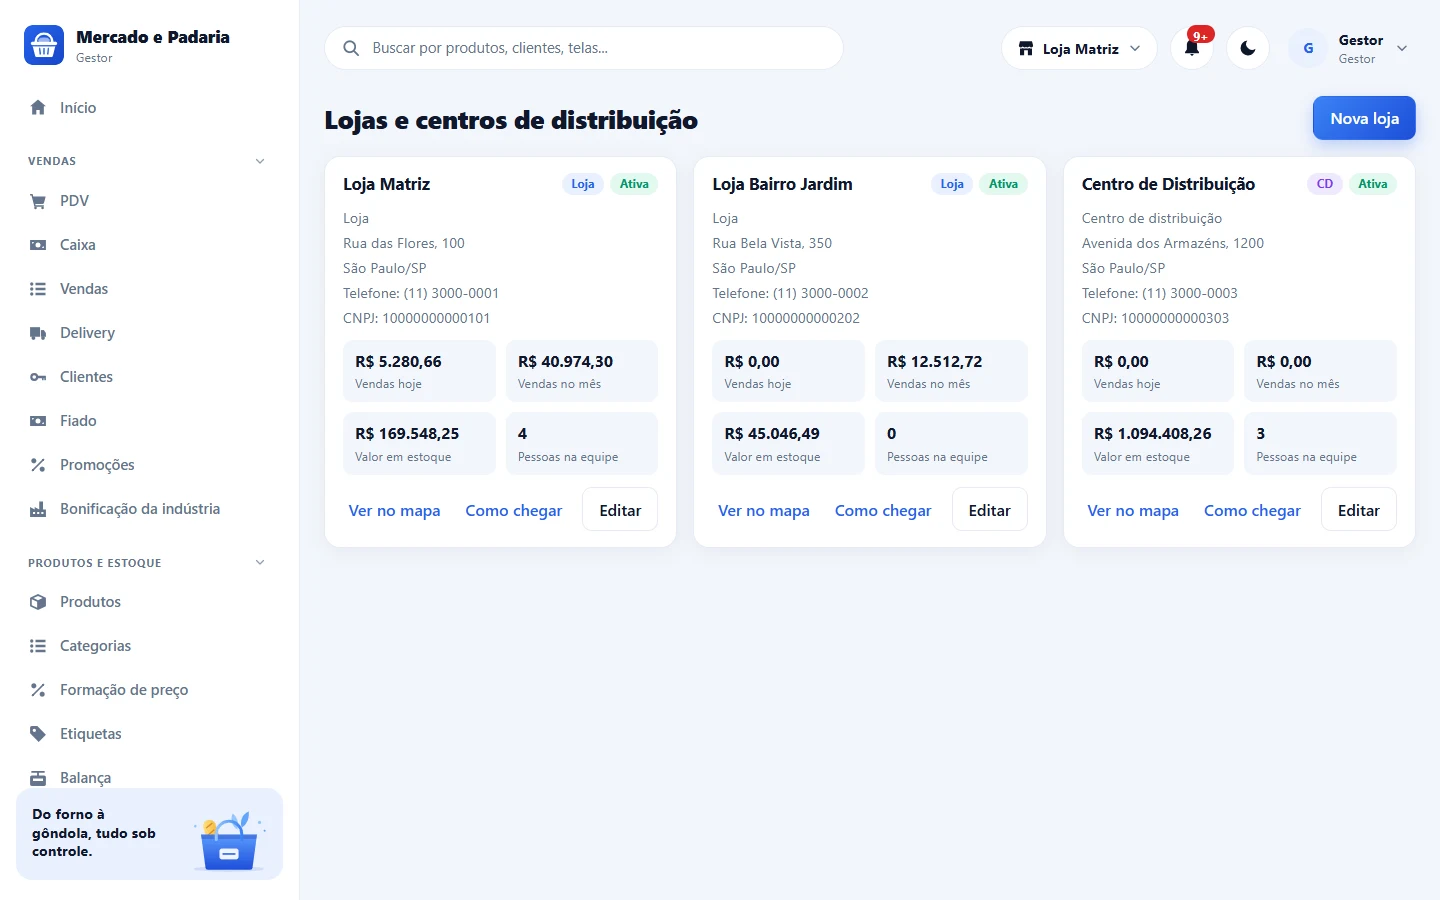 Mercado e Padaria
Gestor
Início
VENDAS
PDV
Caixa
Vendas
Delivery
Clientes
Fiado
Promoções
Bonificação da indústria
PRODUTOS E ESTOQUE
Produtos
Categorias
Formação de preço
Etiquetas
Balança
Do forno à
gôndola, tudo sob
controle.
Buscar por produtos, clientes, telas...
Loja Matriz
9+
G
Gestor
Gestor
Lojas e centros de distribuição
Nova loja
Loja Matriz Loja Ativa
Loja
Rua das Flores, 100
São Paulo/SP
Telefone: (11) 3000-0001
CNPJ: 10000000000101
R$ 5.280,66
Vendas hoje
R$ 40.974,30
Vendas no mês
R$ 169.548,25
Valor em estoque
4
Pessoas na equipe
Ver no mapa Como chegar Editar
Loja Bairro Jardim Loja Ativa
Loja
Rua Bela Vista, 350
São Paulo/SP
Telefone: (11) 3000-0002
CNPJ: 10000000000202
R$ 0,00
Vendas hoje
R$ 12.512,72
Vendas no mês
R$ 45.046,49
Valor em estoque
0
Pessoas na equipe
Ver no mapa Como chegar Editar
Centro de Distribuição CD Ativa
Centro de distribuição
Avenida dos Armazéns, 1200
São Paulo/SP
Telefone: (11) 3000-0003
CNPJ: 10000000000303
R$ 0,00
Vendas hoje
R$ 0,00
Vendas no mês
R$ 1.094.408,26
Valor em estoque
3
Pessoas na equipe
Ver no mapa Como chegar Editar